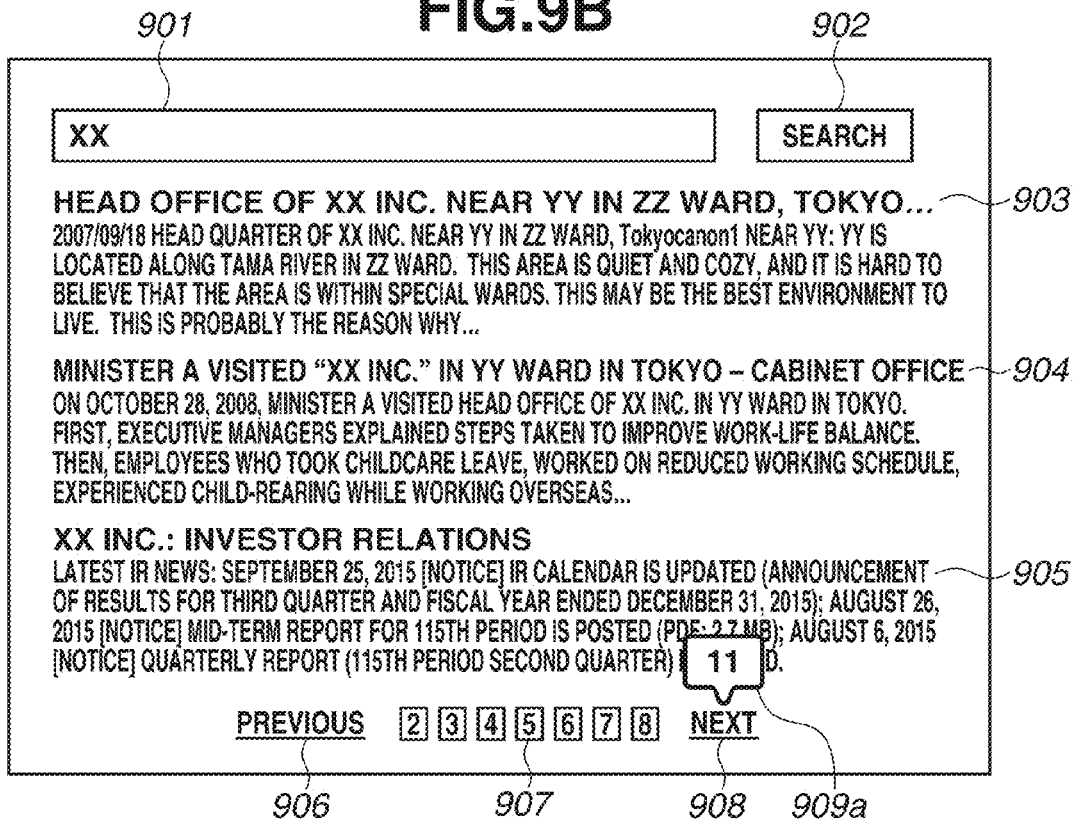 FIG.9B
901 902
XX SEARCH
HEAD OFFICE OF XX INC. NEAR YY IN ZZ WARD, TOKYO... 903
2007/09/18 HEAD QUARTER OF XX INC. NEAR YY IN ZZ WARD, Tokyocanon1 NEAR YY: YY IS
LOCATED ALONG TAMA RIVER IN ZZ WARD. THIS AREA IS QUIET AND COZY, AND IT IS HARD TO
BELIEVE THAT THE AREA IS WITHIN SPECIAL WARDS. THIS MAY BE THE BEST ENVIRONMENT TO
LIVE. THIS IS PROBABLY THE REASON WHY...
MINISTER A VISITED “XX INC.” IN YY WARD IN TOKYO – CABINET OFFICE 904
ON OCTOBER 28, 2008, MINISTER A VISITED HEAD OFFICE OF XX INC. IN YY WARD IN TOKYO.
FIRST, EXECUTIVE MANAGERS EXPLAINED STEPS TAKEN TO IMPROVE WORK-LIFE BALANCE.
THEN, EMPLOYEES WHO TOOK CHILDCARE LEAVE, WORKED ON REDUCED WORKING SCHEDULE,
EXPERIENCED CHILD-REARING WHILE WORKING OVERSEAS...
XX INC.: INVESTOR RELATIONS
LATEST IR NEWS: SEPTEMBER 25, 2015 [NOTICE] IR CALENDAR IS UPDATED (ANNOUNCEMENT 905
OF RESULTS FOR THIRD QUARTER AND FISCAL YEAR ENDED DECEMBER 31, 2015); AUGUST 26,
2015 [NOTICE] MID-TERM REPORT FOR 115TH PERIOD IS POSTED (PDF: 2.7 MB); AUGUST 6, 2015
[NOTICE] QUARTERLY REPORT (115TH PERIOD SECOND QUARTER) D.
11
PREVIOUS 2 3 4 5 6 7 8 NEXT
906 907 908 909a